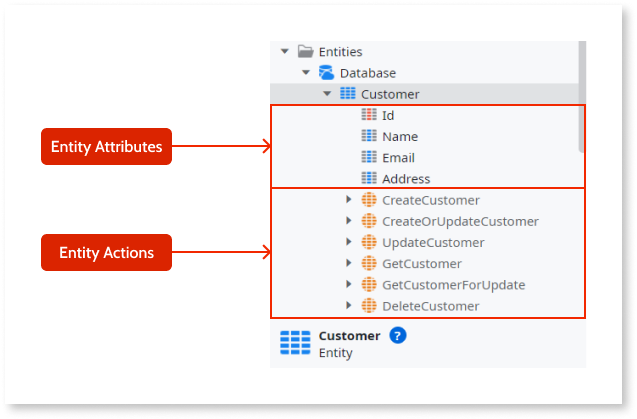 Entities
Database
Customer
Entity Attributes
Id
Name
Email
Address
Entity Actions
CreateCustomer
CreateOrUpdateCustomer
UpdateCustomer
GetCustomer
GetCustomerForUpdate
DeleteCustomer
Customer ?
Entity